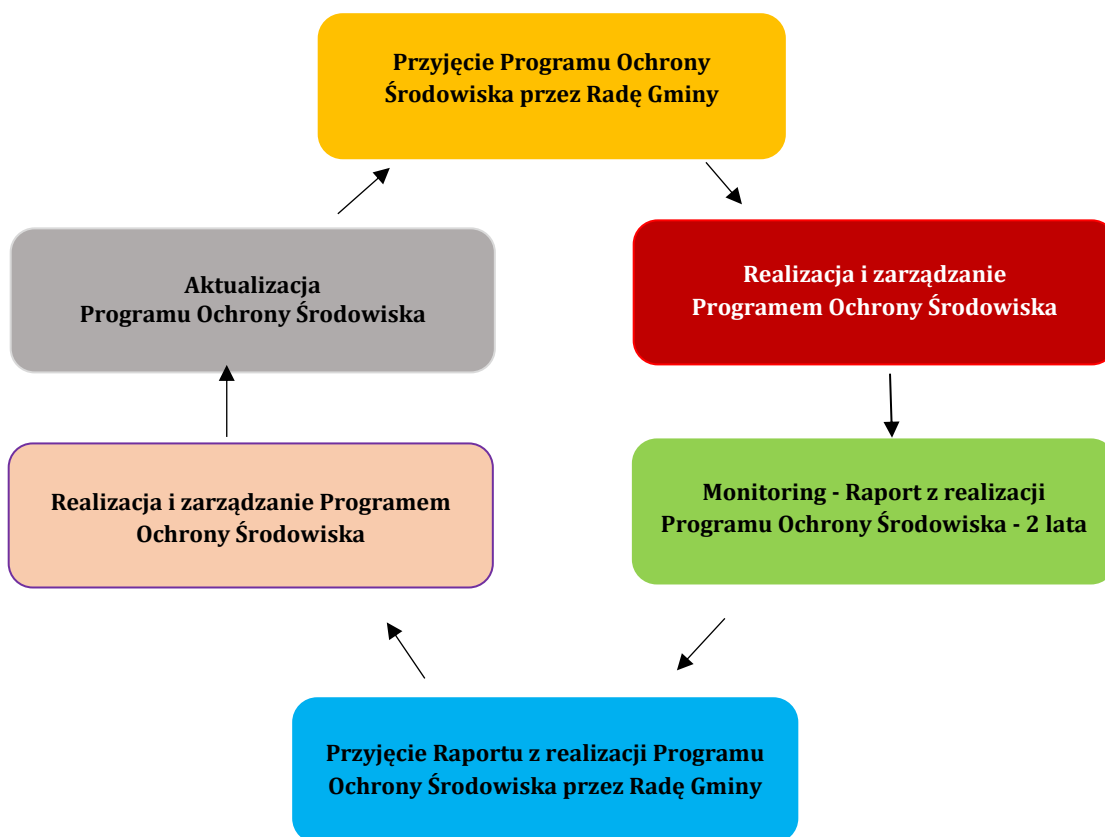 Przyjęcie Programu Ochrony
Środowiska przez Radę Gminy
Realizacja i zarządzanie
Programem Ochrony Środowiska
Monitoring - Raport z realizacji
Programu Ochrony Środowiska - 2 lata
Przyjęcie Raportu z realizacji Programu
Ochrony Środowiska przez Radę Gminy
Realizacja i zarządzanie Programem
Ochrony Środowiska
Aktualizacja
Programu Ochrony Środowiska